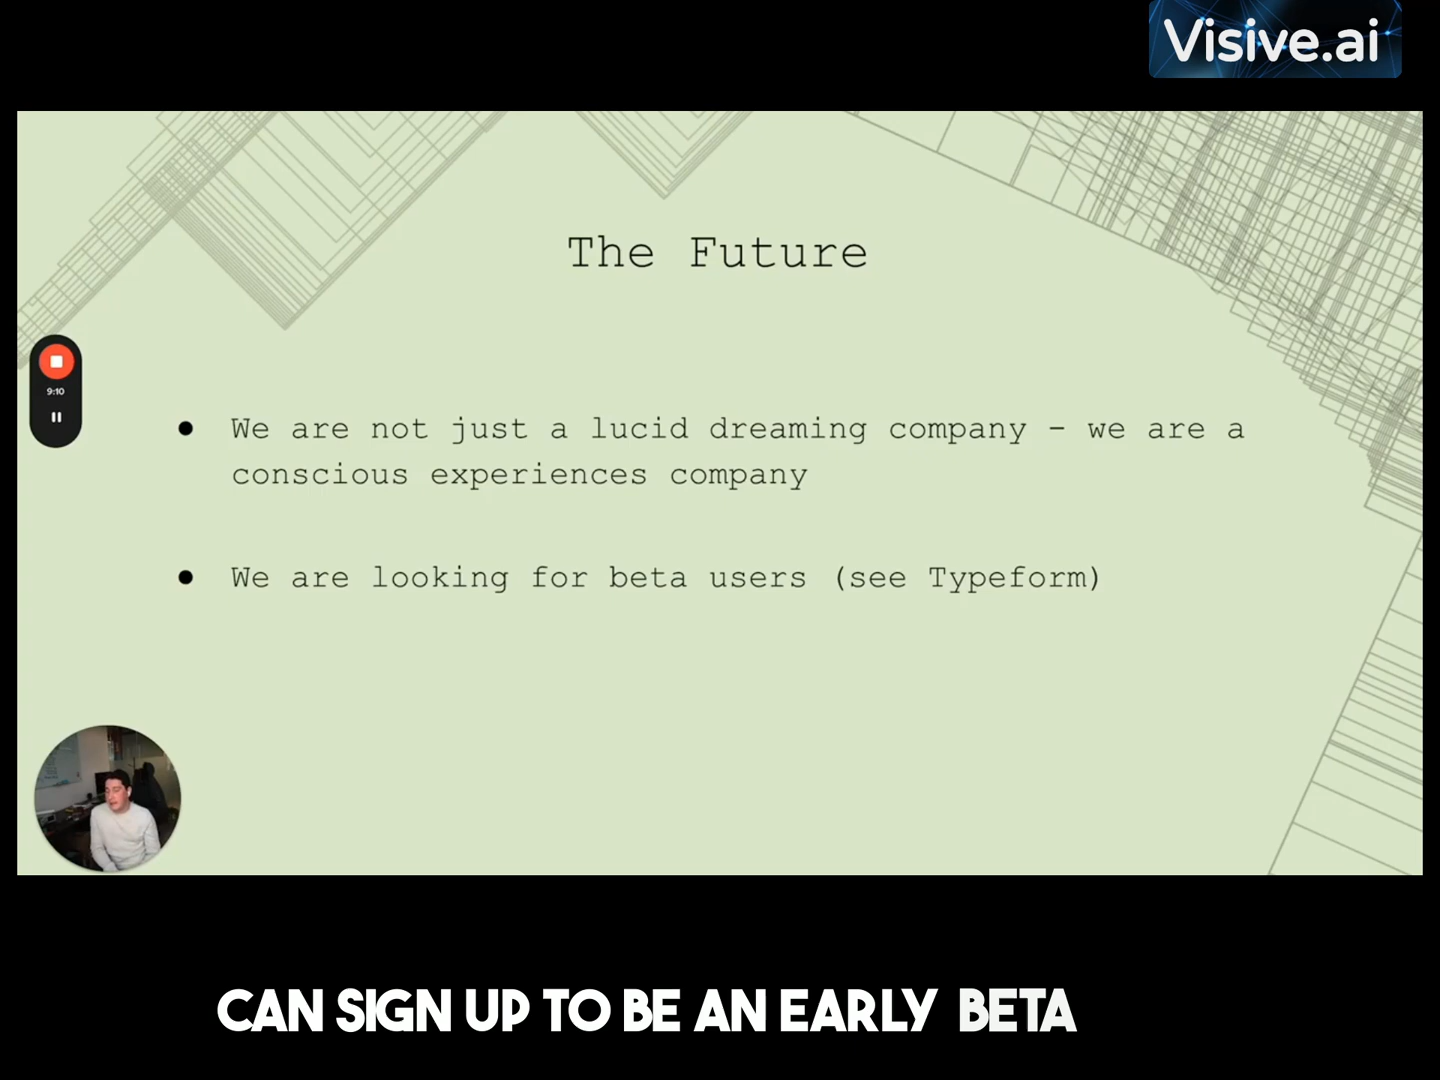 Visive.ai
The Future
9:10
● We are not just a lucid dreaming company - we are a
conscious experiences company
● We are looking for beta users (see Typeform)
CAN SIGN UP TO BE AN EARLY BETA